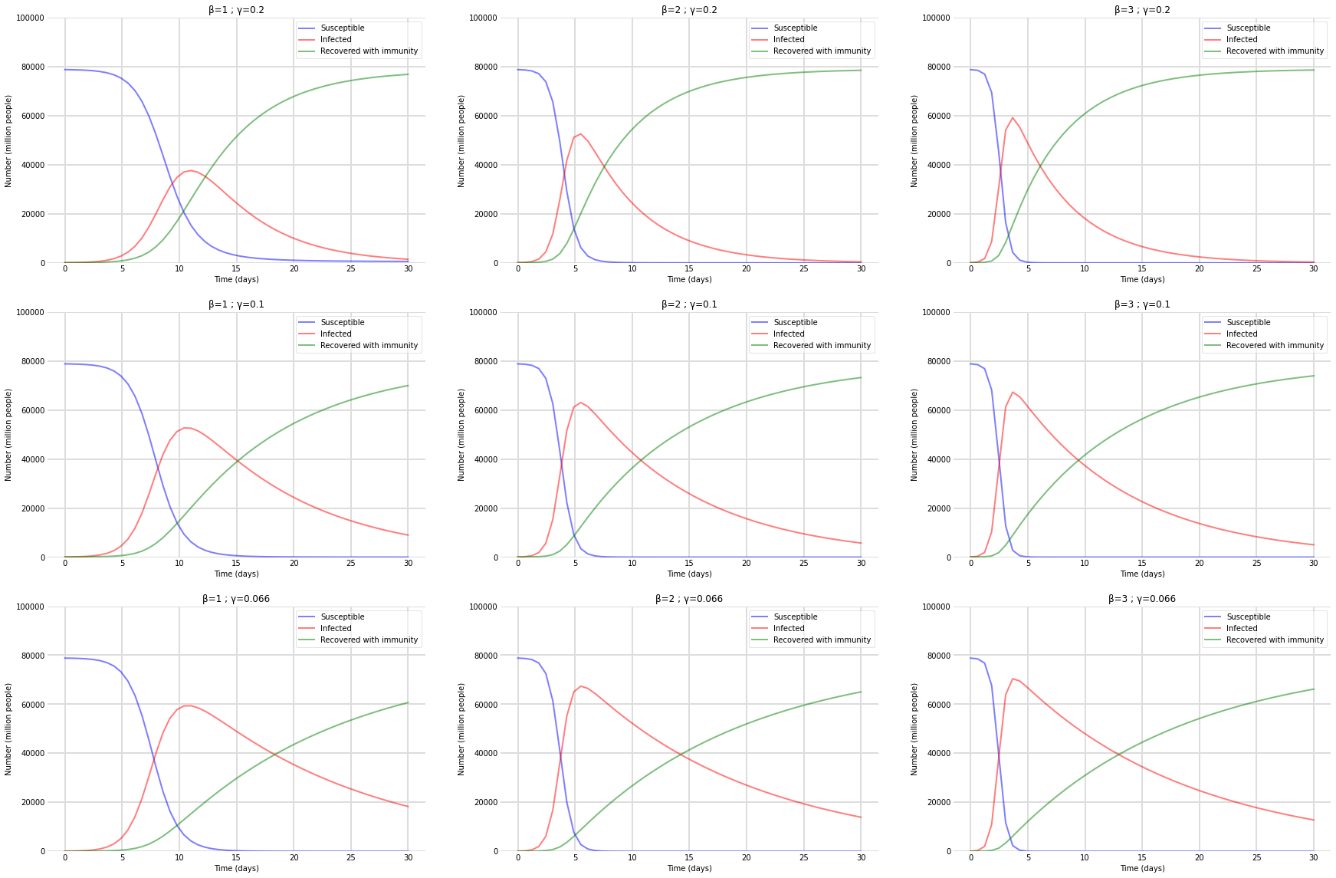 β=1 ; γ=0.2
Number (million people)
100000
80000
60000
40000
20000
0
Susceptible
Infected
Recovered with immunity
0 5 10 15 20 25 30
Time (days)
β=2 ; γ=0.2
Number (million people)
100000
80000
60000
40000
20000
0
Susceptible
Infected
Recovered with immunity
0 5 10 15 20 25 30
Time (days)
β=3 ; γ=0.2
Number (million people)
100000
80000
60000
40000
20000
0
Susceptible
Infected
Recovered with immunity
0 5 10 15 20 25 30
Time (days)
β=1 ; γ=0.1
Number (million people)
100000
80000
60000
40000
20000
0
Susceptible
Infected
Recovered with immunity
0 5 10 15 20 25 30
Time (days)
β=2 ; γ=0.1
Number (million people)
100000
80000
60000
40000
20000
0
Susceptible
Infected
Recovered with immunity
0 5 10 15 20 25 30
Time (days)
β=3 ; γ=0.1
Number (million people)
100000
80000
60000
40000
20000
0
Susceptible
Infected
Recovered with immunity
0 5 10 15 20 25 30
Time (days)
β=1 ; γ=0.066
Number (million people)
100000
80000
60000
40000
20000
0
Susceptible
Infected
Recovered with immunity
0 5 10 15 20 25 30
Time (days)
β=2 ; γ=0.066
Number (million people)
100000
80000
60000
40000
20000
0
Susceptible
Infected
Recovered with immunity
0 5 10 15 20 25 30
Time (days)
β=3 ; γ=0.066
Number (million people)
100000
80000
60000
40000
20000
0
Susceptible
Infected
Recovered with immunity
0 5 10 15 20 25 30
Time (days)